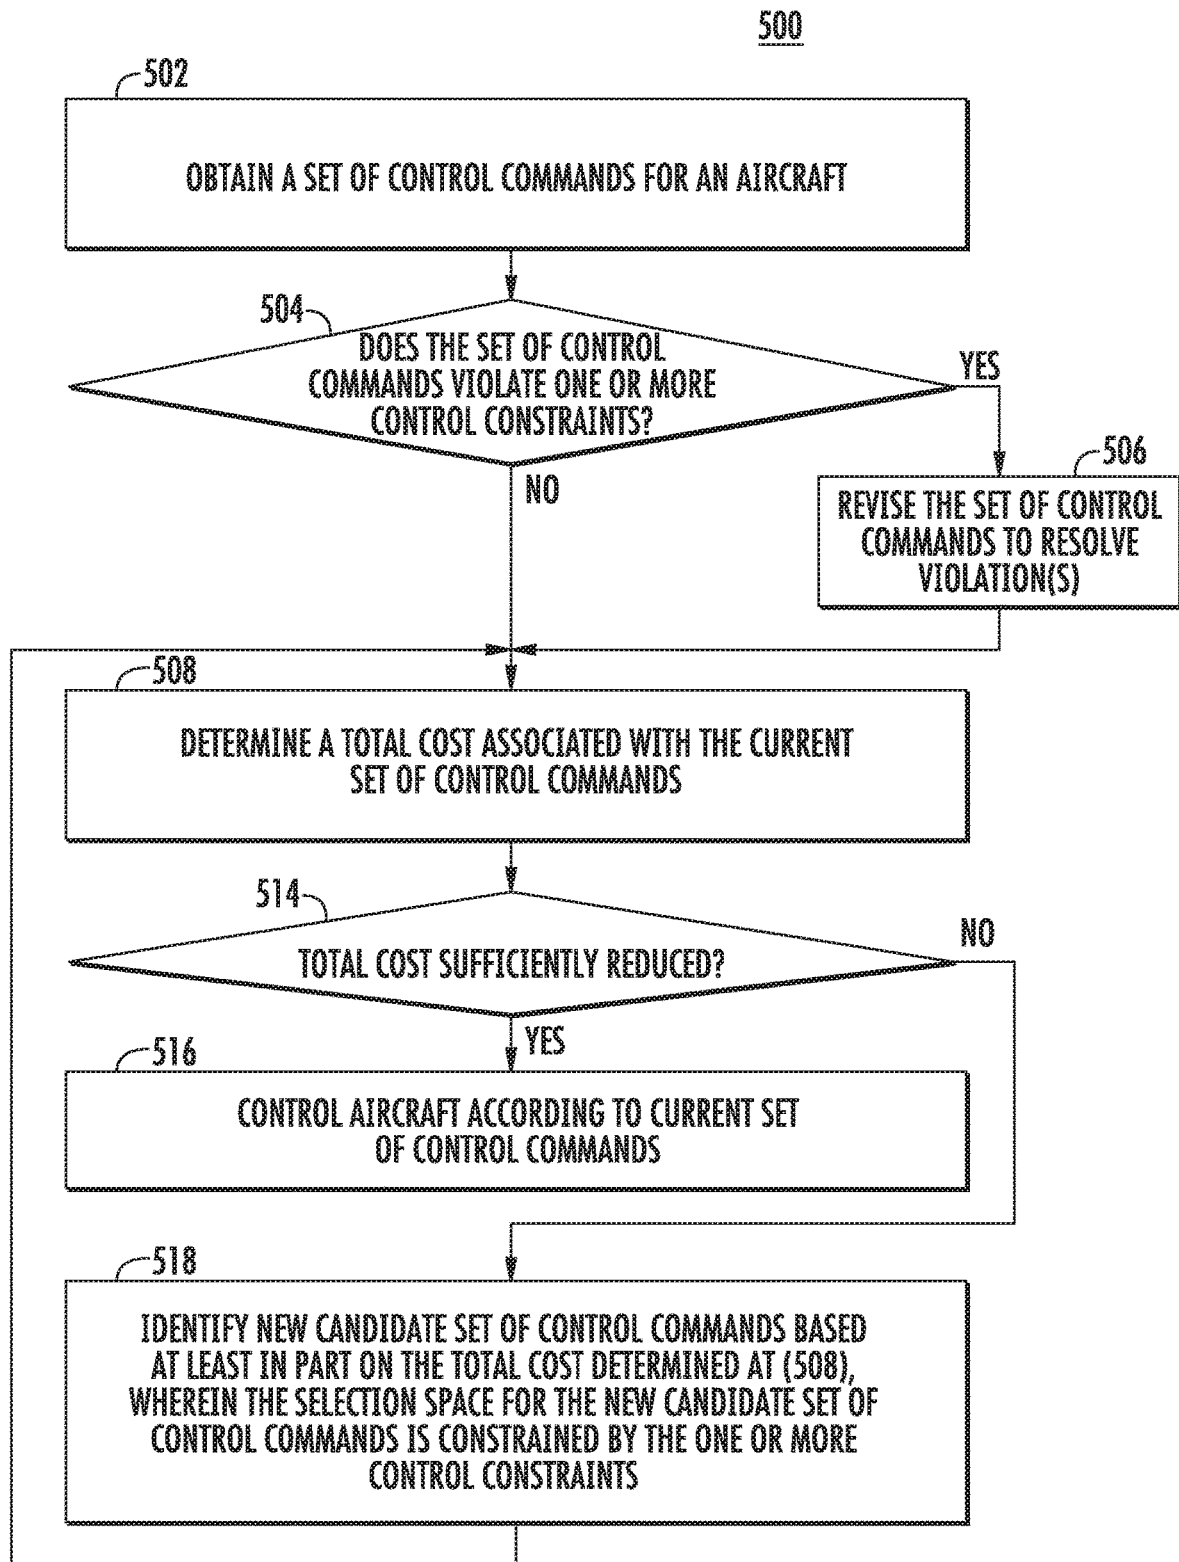 500
502
OBTAIN A SET OF CONTROL COMMANDS FOR AN AIRCRAFT
504
DOES THE SET OF CONTROL
COMMANDS VIOLATE ONE OR MORE
CONTROL CONSTRAINTS?
YES
NO
506
REVISE THE SET OF CONTROL
COMMANDS TO RESOLVE
VIOLATION(S)
508
DETERMINE A TOTAL COST ASSOCIATED WITH THE CURRENT
SET OF CONTROL COMMANDS
514
TOTAL COST SUFFICIENTLY REDUCED?
NO
YES
516
CONTROL AIRCRAFT ACCORDING TO CURRENT SET
OF CONTROL COMMANDS
518
IDENTIFY NEW CANDIDATE SET OF CONTROL COMMANDS BASED
AT LEAST IN PART ON THE TOTAL COST DETERMINED AT (508),
WHEREIN THE SELECTION SPACE FOR THE NEW CANDIDATE SET OF
CONTROL COMMANDS IS CONSTRAINED BY THE ONE OR MORE
CONTROL CONSTRAINTS